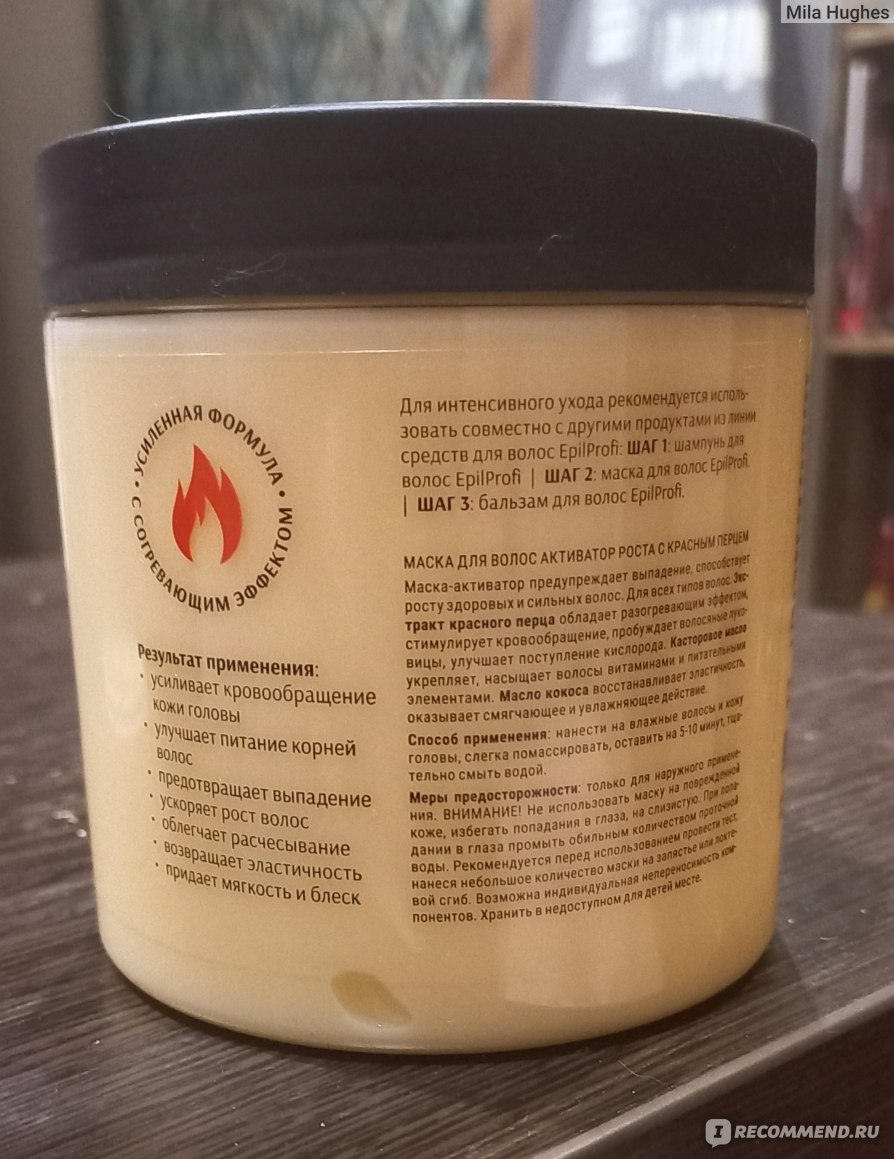 Mila Hughes
• УСИЛЕННАЯ ФОРМУЛА •
С СОГРЕВАЮЩИМ ЭФФЕКТОМ
Результат применения:
• усиливает кровообращение
кожи головы
• улучшает питание корней
волос
• предотвращает выпадение
• ускоряет рост волос
• облегчает расчесывание
• возвращает эластичность
• придает мягкость и блеск
Для интенсивного ухода рекомендуется исполь-
зовать совместно с другими продуктами из линии
средств для волос EpilProfi: ШАГ 1: шампунь для
волос EpilProfi | ШАГ 2: маска для волос EpilProfi.
| ШАГ 3: бальзам для волос EpilProfi.
МАСКА ДЛЯ ВОЛОС АКТИВАТОР РОСТА С КРАСНЫМ ПЕРЦЕМ
Маска-активатор предупреждает выпадение, способствует
росту здоровых и сильных волос. Для всех типов волос. Экс-
тракт красного перца обладает разогревающим эффектом,
стимулирует кровообращение, пробуждает волосяные луко-
вицы, улучшает поступление кислорода. Касторовое масло
укрепляет, насыщает волосы витаминами и питательными
элементами. Масло кокоса восстанавливает эластичность,
оказывает смягчающее и увлажняющее действие.
Способ применения: нанести на влажные волосы и кожу
головы, слегка помассировать, оставить на 5-10 минут, тща-
тельно смыть водой.
Меры предосторожности: только для наружного примене-
ния. ВНИМАНИЕ! Не использовать маску на поврежденной
коже, избегать попадания в глаза, на слизистую. При попа-
дании в глаза промыть обильным количеством проточной
воды. Рекомендуется перед использованием провести тест,
нанеся небольшое количество маски на запястье или локте-
вой сгиб. Возможна индивидуальная непереносимость ком-
понентов. Хранить в недоступном для детей месте.
IRECOMMEND.RU